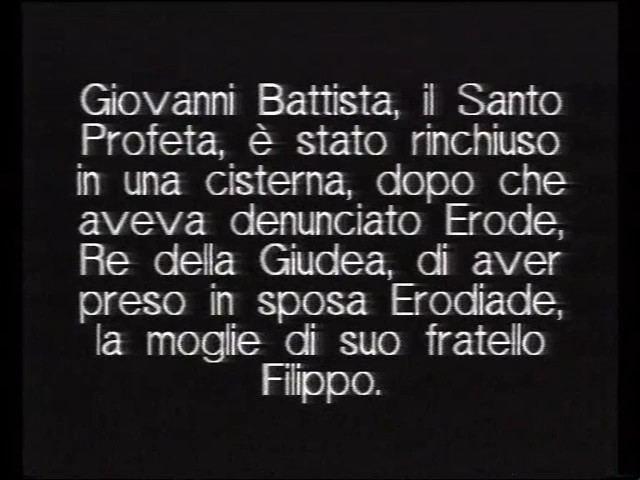 Giovanni Battista, il Santo
Profeta, è stato rinchiuso
in una cisterna, dopo che
aveva denunciato Erode,
Re della Giudea, di aver
preso in sposa Erodiade,
la moglie di suo fratello
Filippo.